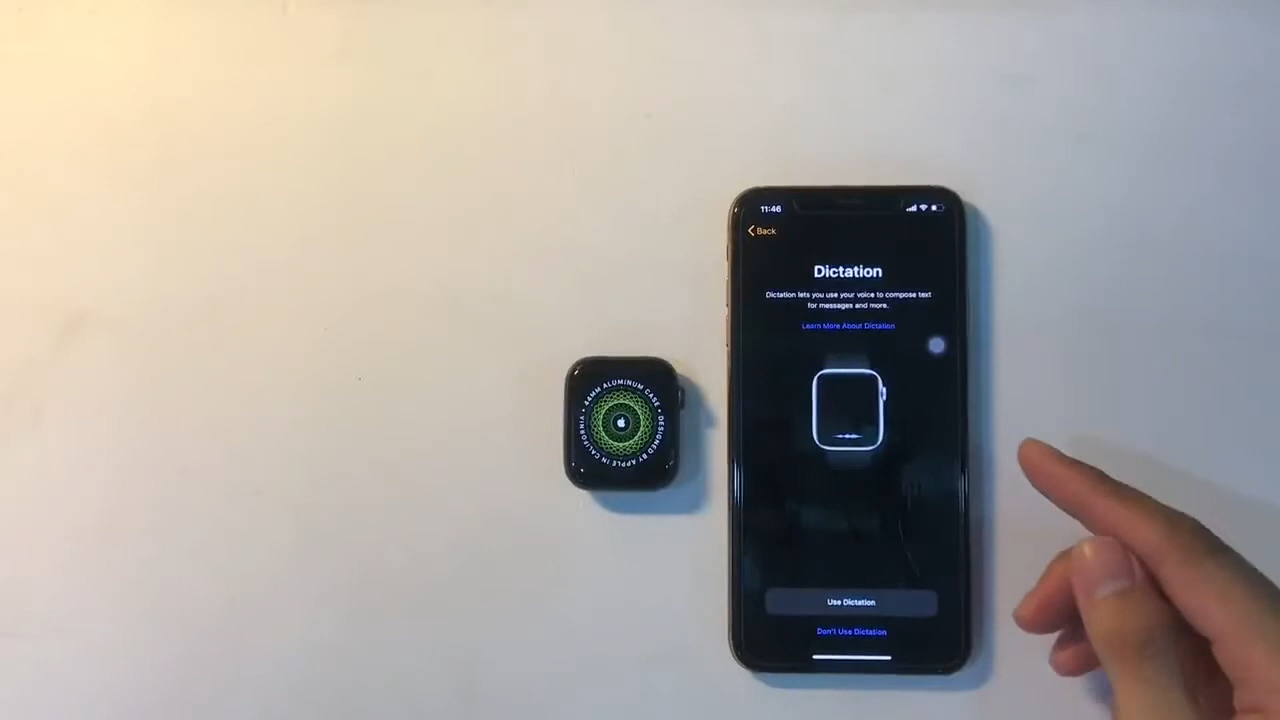 44MM ALUMINUM CASE • DESIGNED BY APPLE IN CALIFORNIA •
11:46
Back
Dictation
Dictation lets you use your voice to compose text
for messages and more.
Learn More About Dictation
Use Dictation
Don't Use Dictation